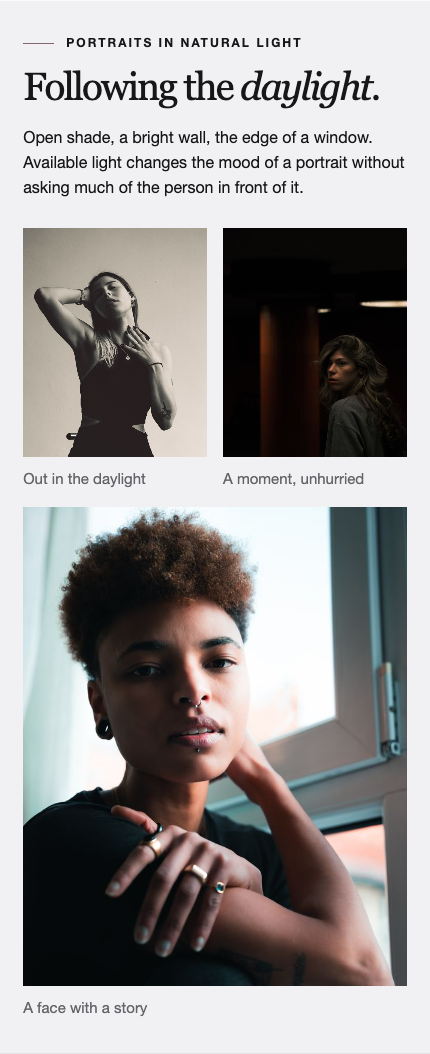 PORTRAITS IN NATURAL LIGHT
Following the daylight.
Open shade, a bright wall, the edge of a window.
Available light changes the mood of a portrait without
asking much of the person in front of it.
Out in the daylight
A moment, unhurried
A face with a story